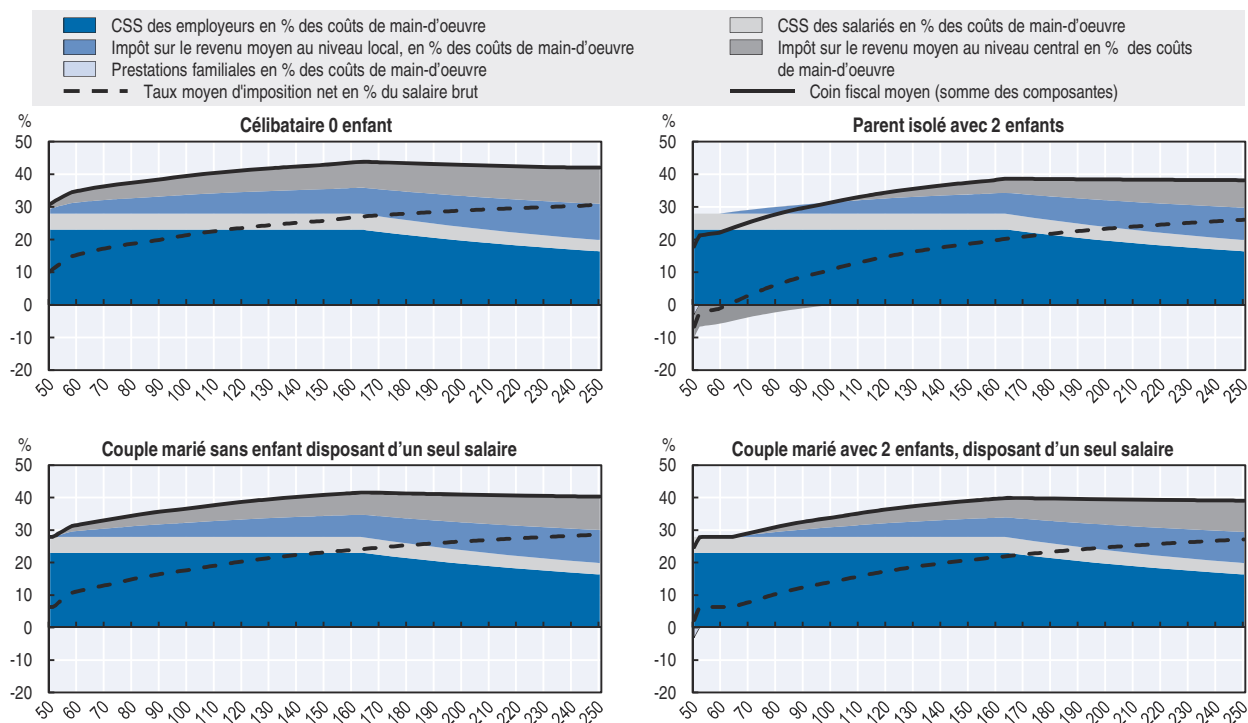 CSS des employeurs en % des coûts de main-d'oeuvre
CSS des salariés en % des coûts de main-d'oeuvre
Impôt sur le revenu moyen au niveau local, en % des coûts de main-d'oeuvre
Impôt sur le revenu moyen au niveau central en % des coûts
de main-d'oeuvre
Prestations familiales en % des coûts de main-d'oeuvre
Taux moyen d'imposition net en % du salaire brut
Coin fiscal moyen (somme des composantes)
%
Célibataire 0 enfant
50
40
30
20
10
0
-10
-20
50 60 70 80 90 100 110 120 130 140 150 160 170 180 190 200 210 220 230 240 250
%
Parent isolé avec 2 enfants
50
40
30
20
10
0
-10
-20
50 60 70 80 90 100 110 120 130 140 150 160 170 180 190 200 210 220 230 240 250
%
Couple marié sans enfant disposant d'un seul salaire
50
40
30
20
10
0
-10
-20
50 60 70 80 90 100 110 120 130 140 150 160 170 180 190 200 210 220 230 240 250
%
Couple marié avec 2 enfants, disposant d'un seul salaire
50
40
30
20
10
0
-10
-20
50 60 70 80 90 100 110 120 130 140 150 160 170 180 190 200 210 220 230 240 250